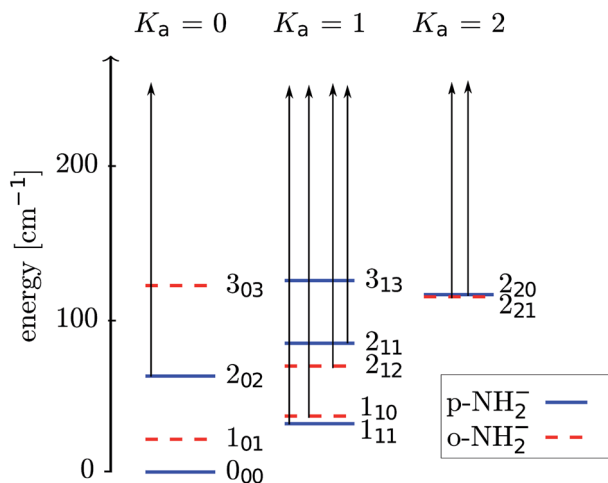 Kₐ = 0 Kₐ = 1 Kₐ = 2
energy [cm⁻¹]
200
3₀₃ 3₁₃ 2₂₀
100 2₂₁
2₁₁
2₀₂ 2₁₂
1₁₀
1₀₁ 1₁₁
0 0₀₀
p-NH₂⁻
o-NH₂⁻